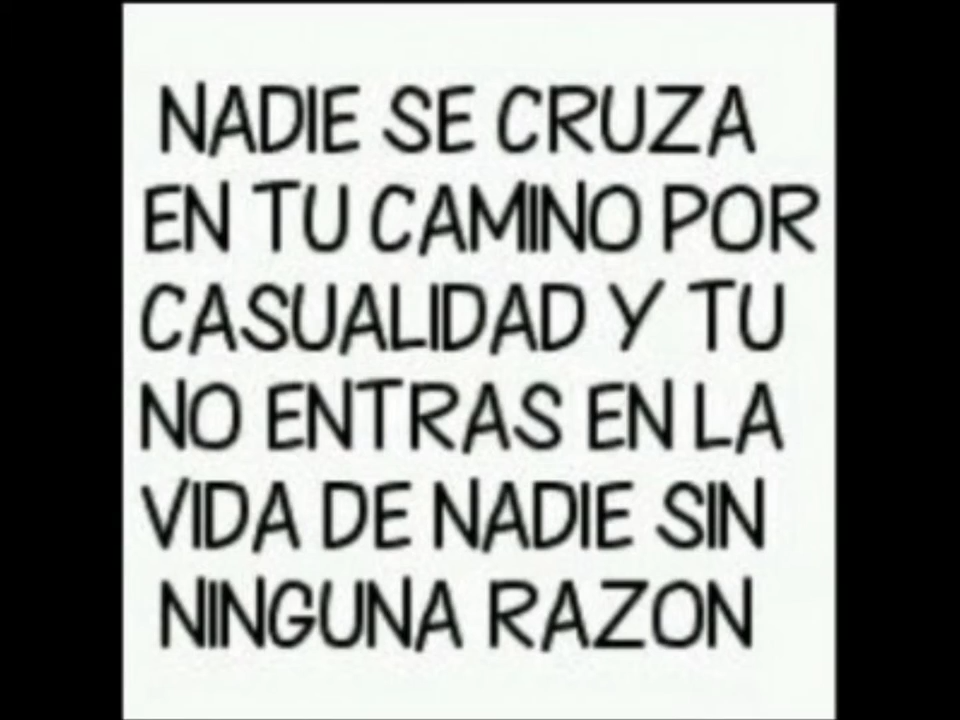 NADIE SE CRUZA
EN TU CAMINO POR
CASUALIDAD Y TU
NO ENTRAS EN LA
VIDA DE NADIE SIN
NINGUNA RAZON